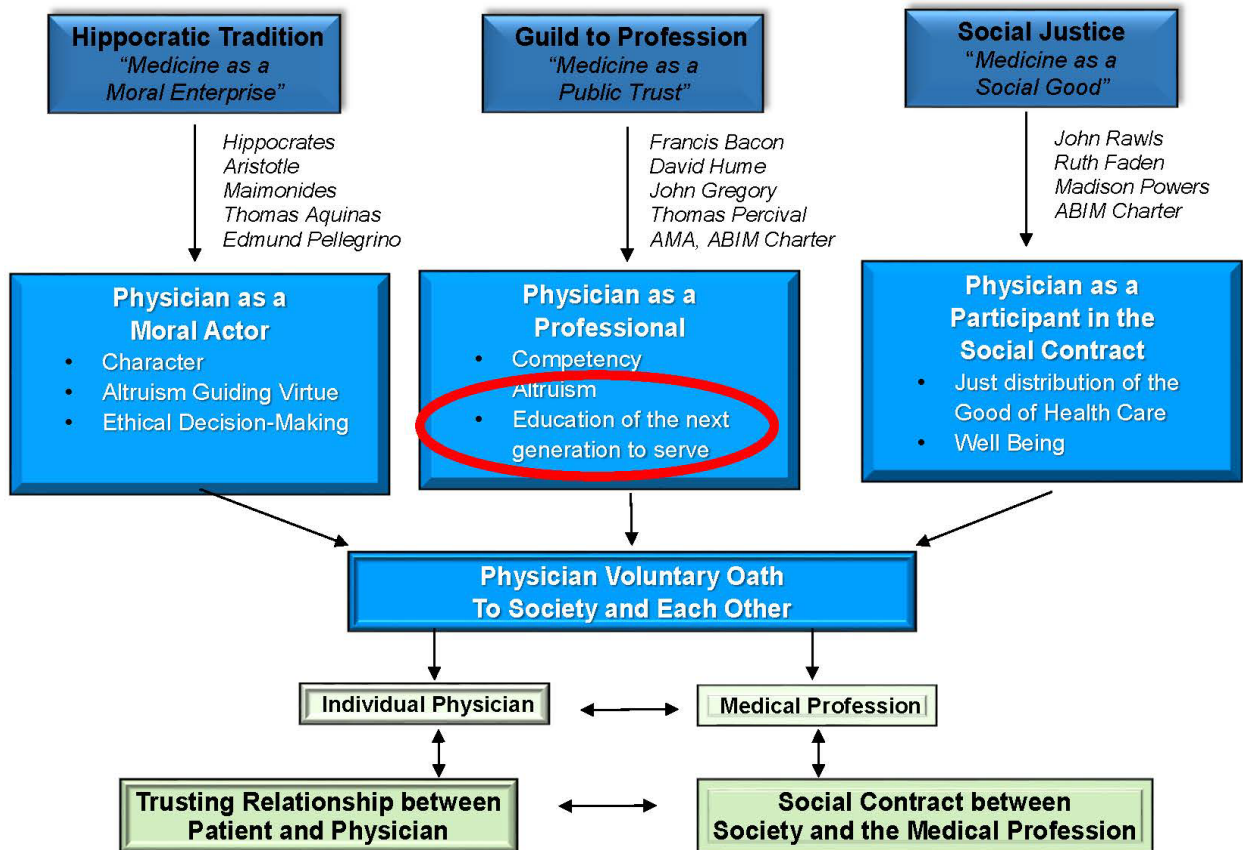 Hippocratic Tradition
“Medicine as a
Moral Enterprise”
Guild to Profession
“Medicine as a
Public Trust”
Social Justice
“Medicine as a
Social Good”
Hippocrates
Aristotle
Maimonides
Thomas Aquinas
Edmund Pellegrino
Francis Bacon
David Hume
John Gregory
Thomas Percival
AMA, ABIM Charter
John Rawls
Ruth Faden
Madison Powers
ABIM Charter
Physician as a
Moral Actor
• Character
• Altruism Guiding Virtue
• Ethical Decision-Making
Physician as a
Professional
• Competency
Altruism
• Education of the next
generation to serve
Physician as a
Participant in the
Social Contract
• Just distribution of the
Good of Health Care
• Well Being
Physician Voluntary Oath
To Society and Each Other
Individual Physician
Medical Profession
Trusting Relationship between
Patient and Physician
Social Contract between
Society and the Medical Profession